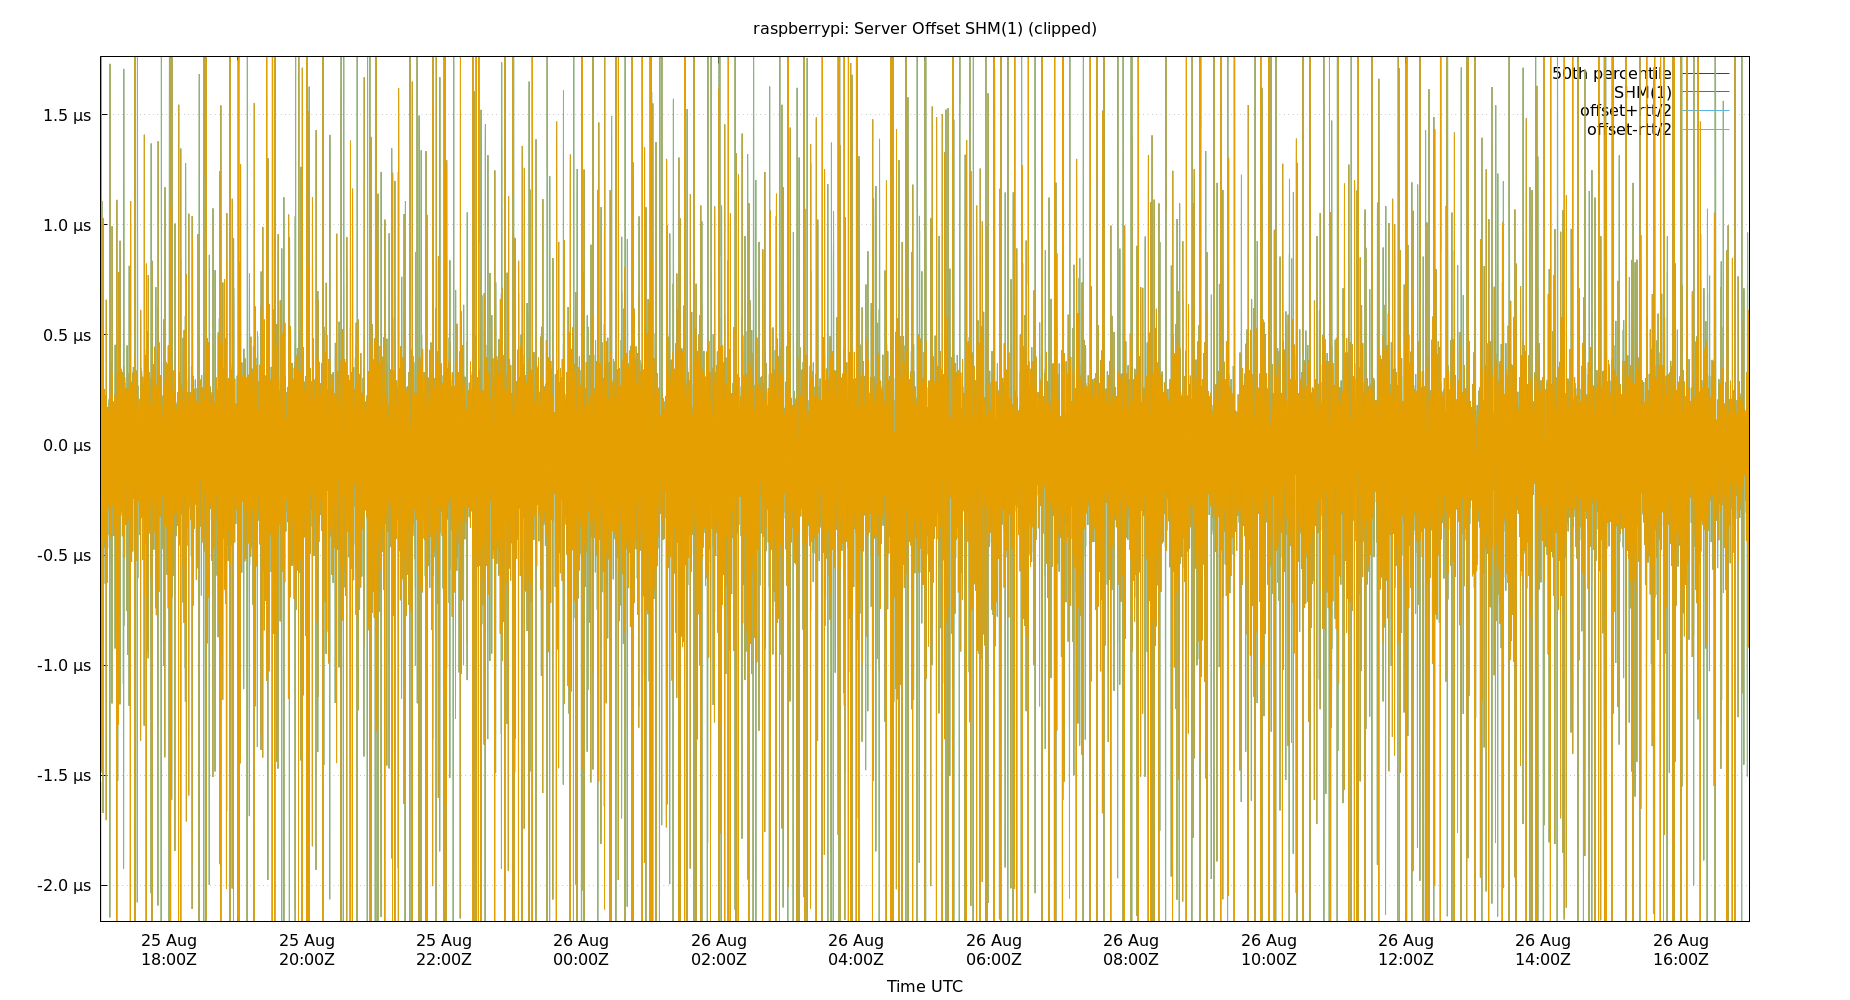 raspberrypi: Server Offset SHM(1) (clipped)
50th percentile
SHM(1)
offset+rtt/2
offset-rtt/2
1.5 µs
1.0 µs
0.5 µs
0.0 µs
-0.5 µs
-1.0 µs
-1.5 µs
-2.0 µs
25 Aug 25 Aug 25 Aug 26 Aug 26 Aug 26 Aug 26 Aug 26 Aug 26 Aug 26 Aug 26 Aug 26 Aug
18:00Z 20:00Z 22:00Z 00:00Z 02:00Z 04:00Z 06:00Z 08:00Z 10:00Z 12:00Z 14:00Z 16:00Z
Time UTC